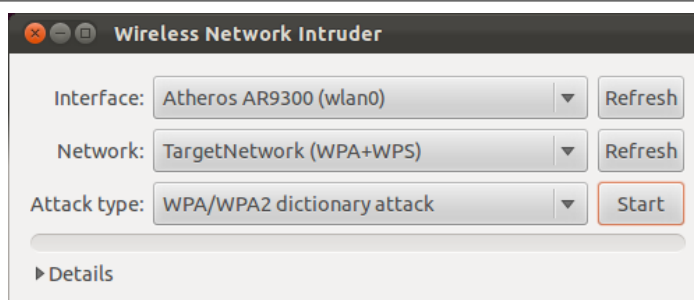 Wireless Network Intruder
Interface: Atheros AR9300 (wlan0) Refresh
Network: TargetNetwork (WPA+WPS) Refresh
Attack type: WPA/WPA2 dictionary attack Start
Details